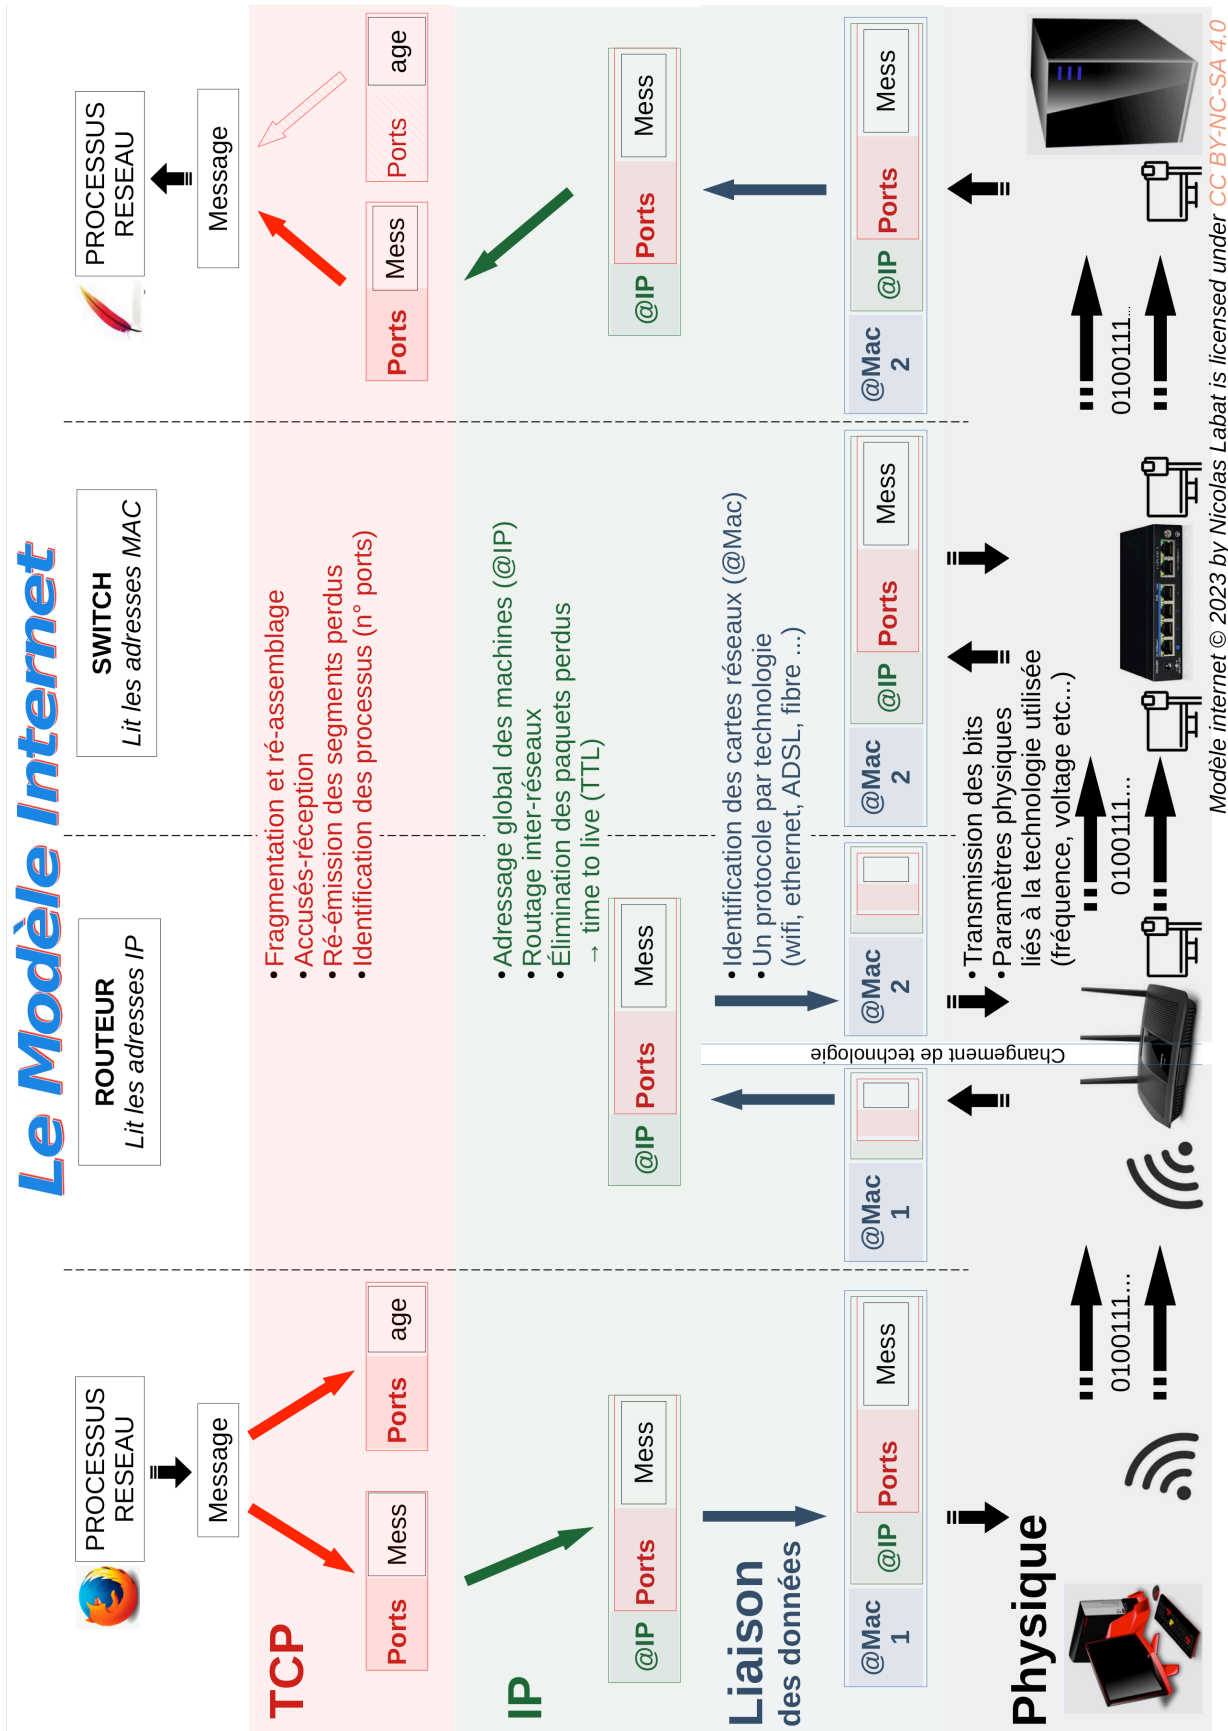 Le Modèle Internet
PROCESSUS
RESEAU
Message
ROUTEUR
Lit les adresses IP
SWITCH
Lit les adresses MAC
PROCESSUS
RESEAU
Message
TCP
Ports
Mess
Ports
age
• Fragmentation et ré-assemblage
• Accusés-réception
• Ré-émission des segments perdus
• Identification des processus (n° ports)
Ports
Mess
Ports
age
IP
@IP
Ports
Mess
• Adressage global des machines (@IP)
• Routage inter-réseaux
• Élimination des paquets perdus
→ time to live (TTL)
@IP
Ports
Mess
@IP
Ports
Mess
Liaison
des données
@Mac
1
@IP
Ports
Mess
• Identification des cartes réseaux (@Mac)
• Un protocole par technologie
(wifi, ethernet, ADSL, fibre ...)
@Mac
1
Changement de technologie
@Mac
2
@Mac
2
@IP
Ports
Mess
@Mac
2
@IP
Ports
Mess
Physique
0100111...
• Transmission des bits
• Paramètres physiques
liés à la technologie utilisée
(fréquence, voltage etc...)
0100111...
0100111...
Modèle internet © 2023 by Nicolas Labat is licensed under CC BY-NC-SA 4.0